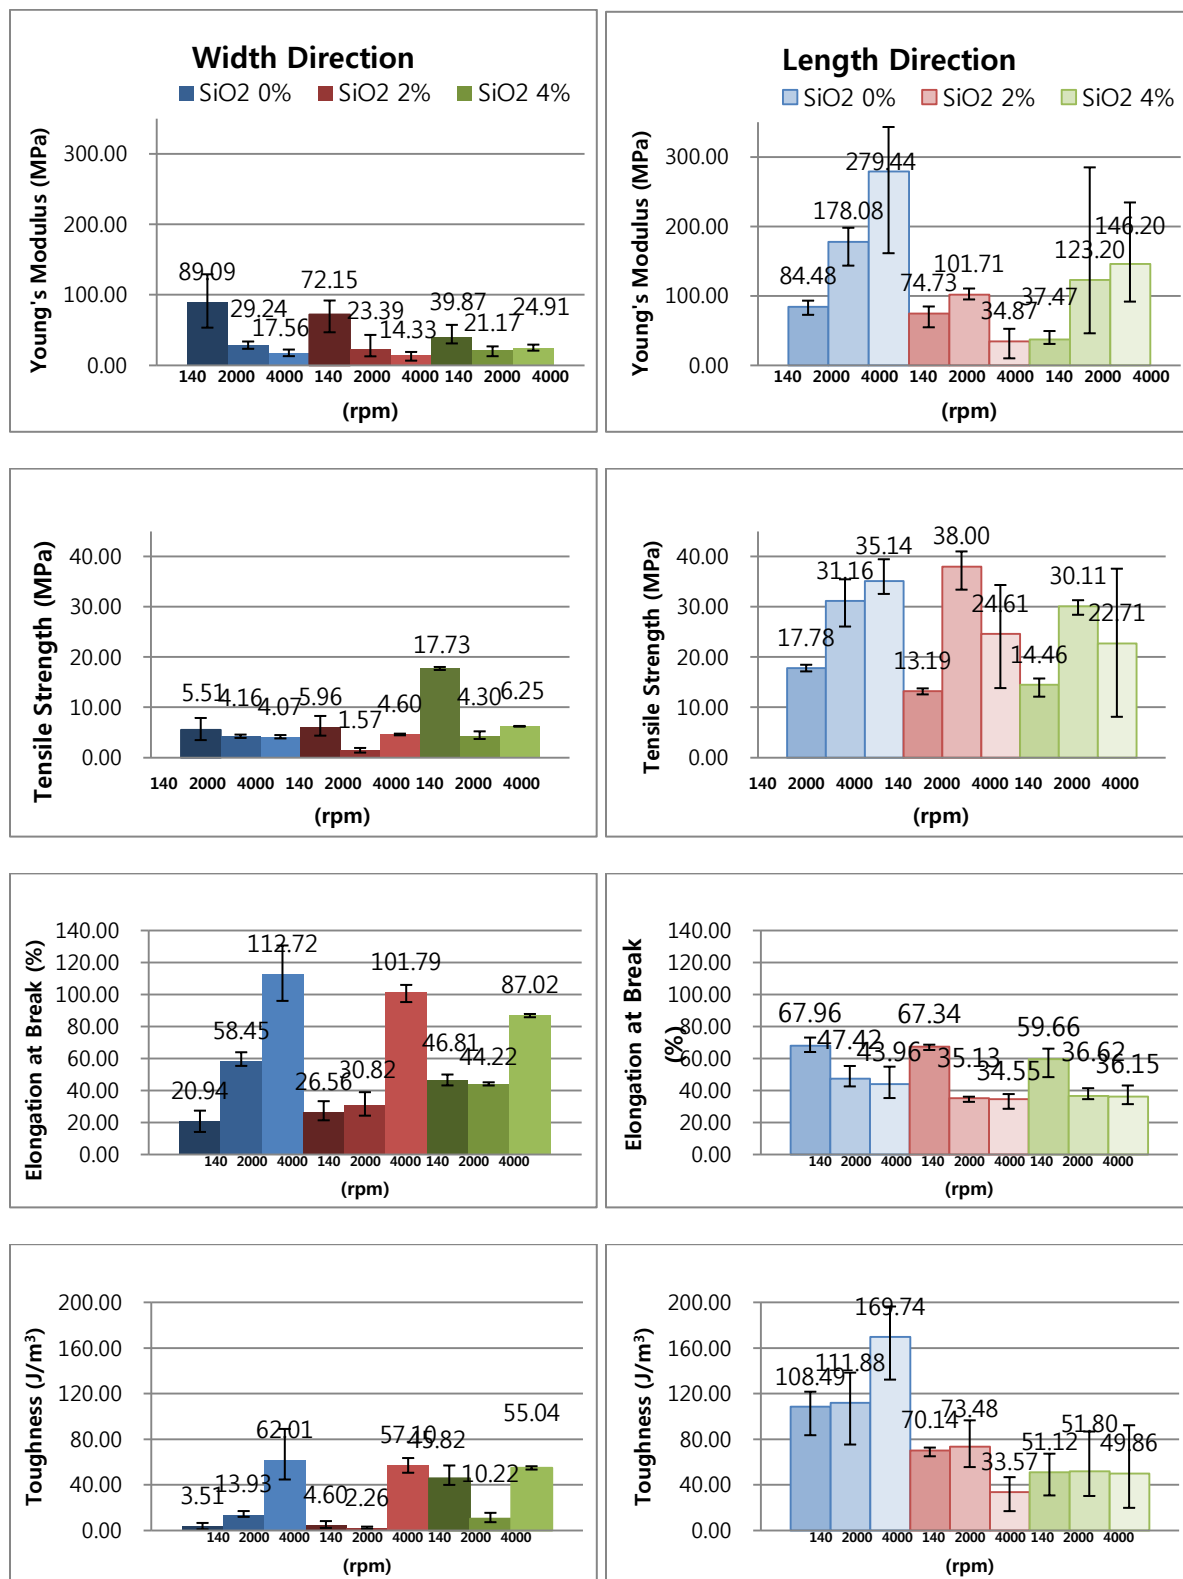 Width Direction
SiO2 0% SiO2 2% SiO2 4%
Young's Modulus (MPa)
300.00
200.00
100.00
0.00
89.09 29.24 17.56 72.15 23.39 14.33 39.87 21.17 24.91
140 2000 4000 140 2000 4000 140 2000 4000
(rpm)
Length Direction
SiO2 0% SiO2 2% SiO2 4%
Young's Modulus (MPa)
300.00
200.00
100.00
0.00
84.48 178.08 279.44 74.73 101.71 34.87 37.47 123.20 146.20
140 2000 4000 140 2000 4000 140 2000 4000
(rpm)
Tensile Strength (MPa)
40.00
30.00
20.00
10.00
0.00
5.51 4.16 4.07 5.96 1.57 4.60 17.73 4.30 6.25
140 2000 4000 140 2000 4000 140 2000 4000
(rpm)
Tensile Strength (MPa)
40.00
30.00
20.00
10.00
0.00
17.78 31.16 35.14 13.19 38.00 24.61 14.46 30.11 22.71
140 2000 4000 140 2000 4000 140 2000 4000
(rpm)
Elongation at Break (%)
140.00
120.00
100.00
80.00
60.00
40.00
20.00
0.00
20.94 58.45 112.72 26.56 30.82 101.79 46.81 44.22 87.02
140 2000 4000 140 2000 4000 140 2000 4000
(rpm)
Elongation at Break
(%)
140.00
120.00
100.00
80.00
60.00
40.00
20.00
0.00
67.96 47.42 43.96 67.34 35.13 34.55 59.66 36.62 36.15
140 2000 4000 140 2000 4000 140 2000 4000
(rpm)
Toughness (J/m³)
200.00
160.00
120.00
80.00
40.00
0.00
3.51 13.93 62.01 4.60 2.26 57.10 45.82 10.22 55.04
140 2000 4000 140 2000 4000 140 2000 4000
(rpm)
Toughness (J/m³)
200.00
160.00
120.00
80.00
40.00
0.00
108.49 111.88 169.74 70.14 73.48 33.57 51.12 51.80 49.86
140 2000 4000 140 2000 4000 140 2000 4000
(rpm)